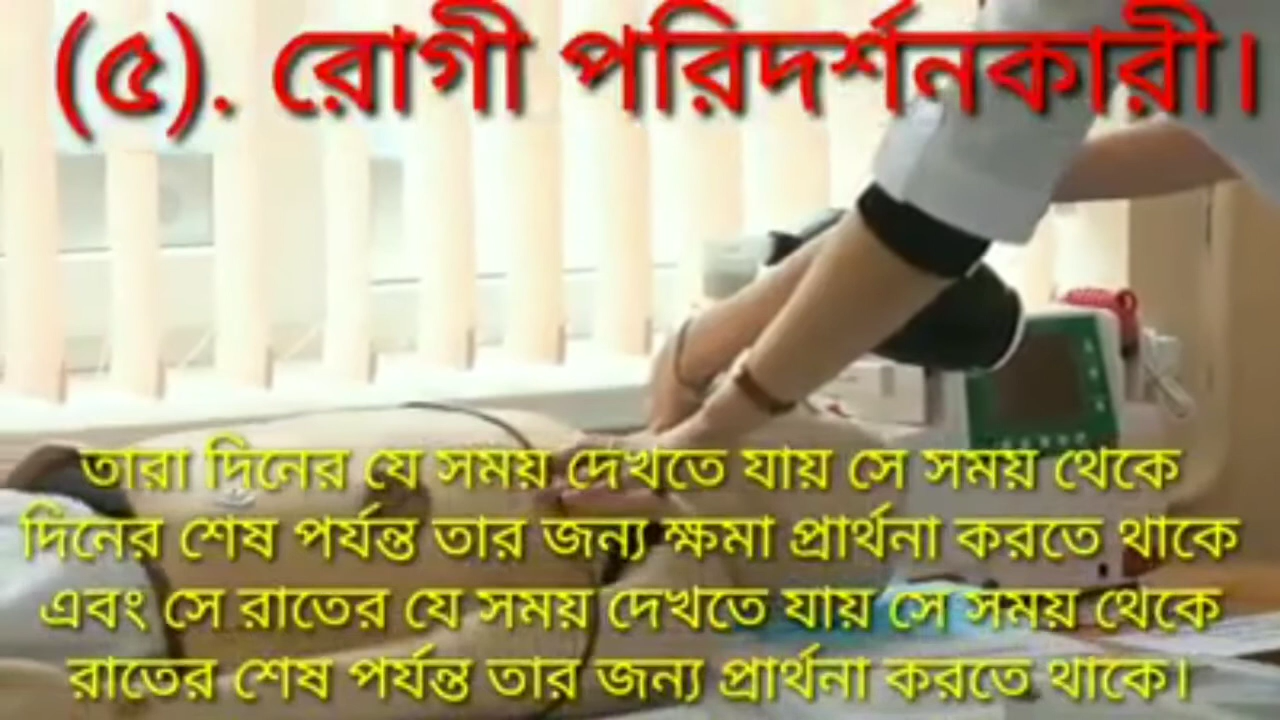 (৫). রোগী পরিদর্শনকারী।
তারা দিনের যে সময় দেখতে যায় সে সময় থেকে
দিনের শেষ পর্যন্ত তার জন্য ক্ষমা প্রার্থনা করতে থাকে
এবং সে রাতের যে সময় দেখতে যায় সে সময় থেকে
রাতের শেষ পর্যন্ত তার জন্য প্রার্থনা করতে থাকে।